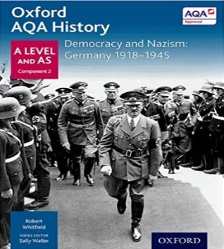 Oxford
AQA History
AQA
Approved
A LEVEL
AND AS
Component 2
Democracy and Nazism:
Germany 1918–1945
Robert
Whitfield
SERIES EDITOR
Sally Waller
OXFORD